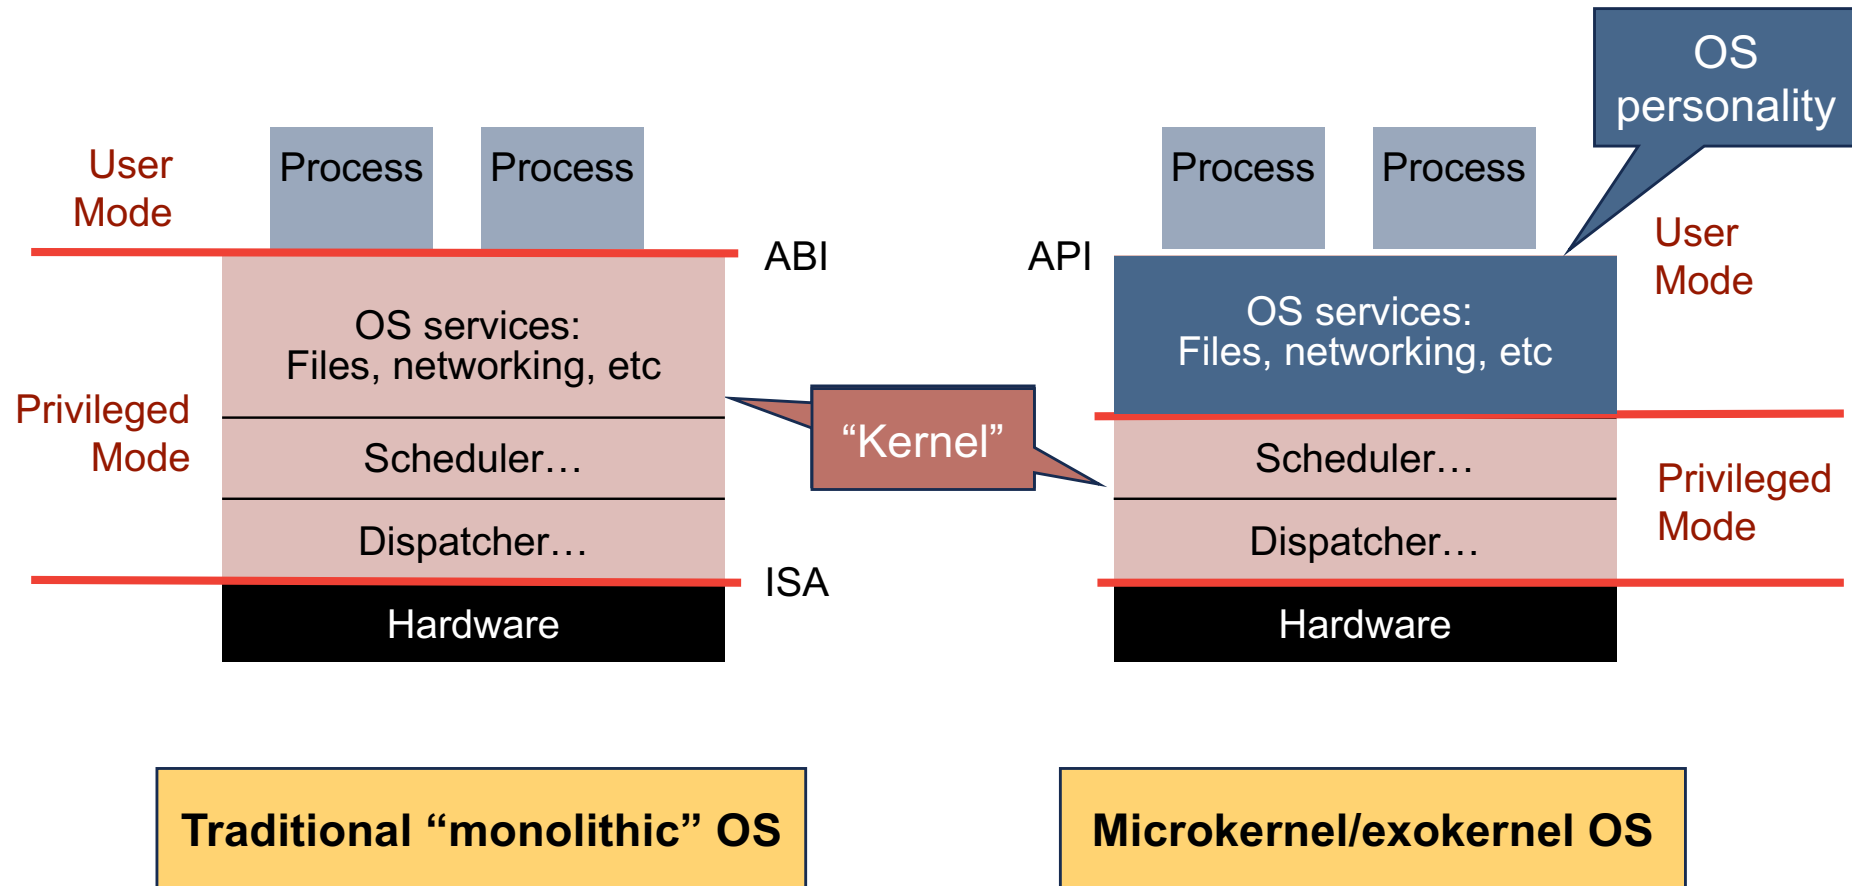 OS
personality
User
Mode
Process
Process
ABI
OS services:
Files, networking, etc
Privileged
Mode
Scheduler…
Dispatcher…
ISA
Hardware
“Kernel”
Process
Process
API
User
Mode
OS services:
Files, networking, etc
Scheduler…
Privileged
Mode
Dispatcher…
Hardware
Traditional “monolithic” OS
Microkernel/exokernel OS